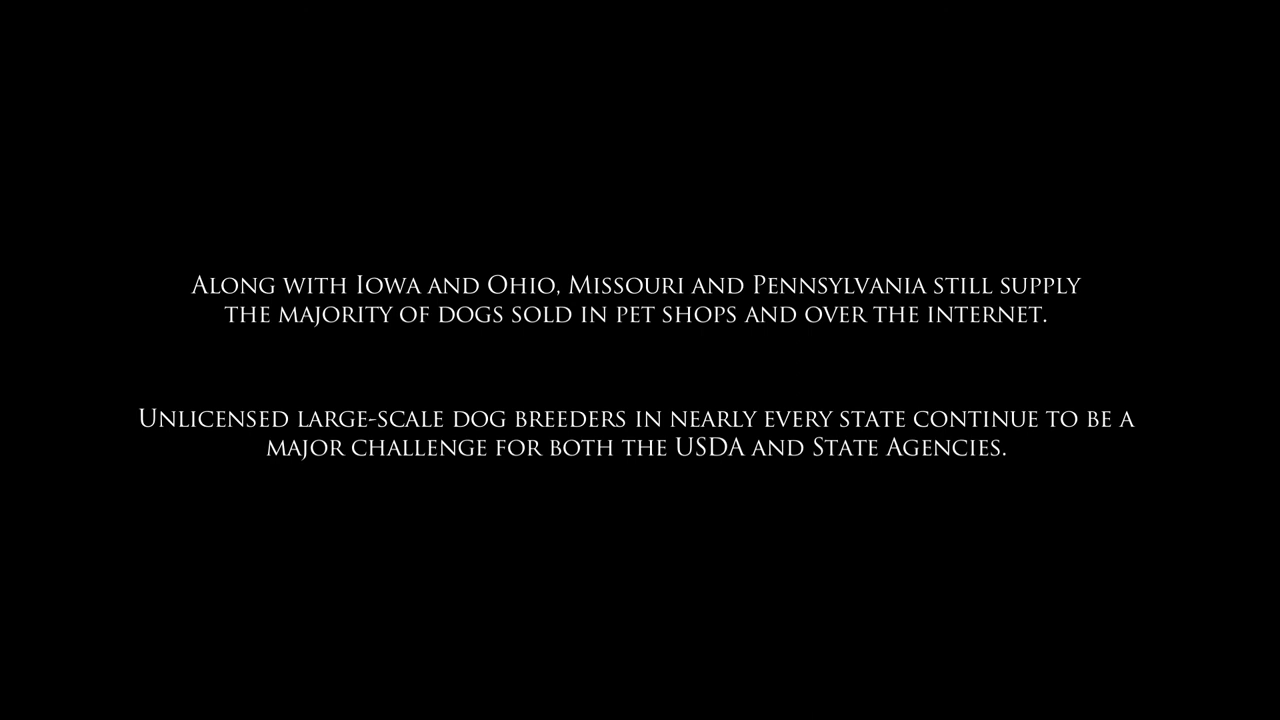 Along with Iowa and Ohio, Missouri and Pennsylvania still supply
the majority of dogs sold in pet shops and over the internet.
Unlicensed large-scale dog breeders in nearly every state continue to be a
major challenge for both the USDA and State Agencies.